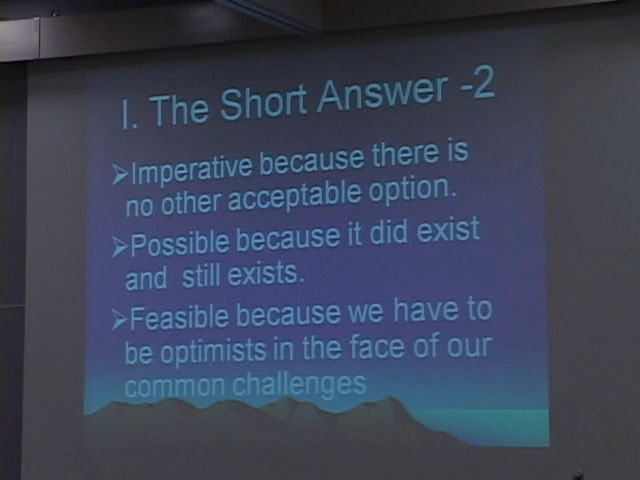 I. The Short Answer -2
➢Imperative because there is
no other acceptable option.
➢Possible because it did exist
and still exists.
➢Feasible because we have to
be optimists in the face of our
common challenges